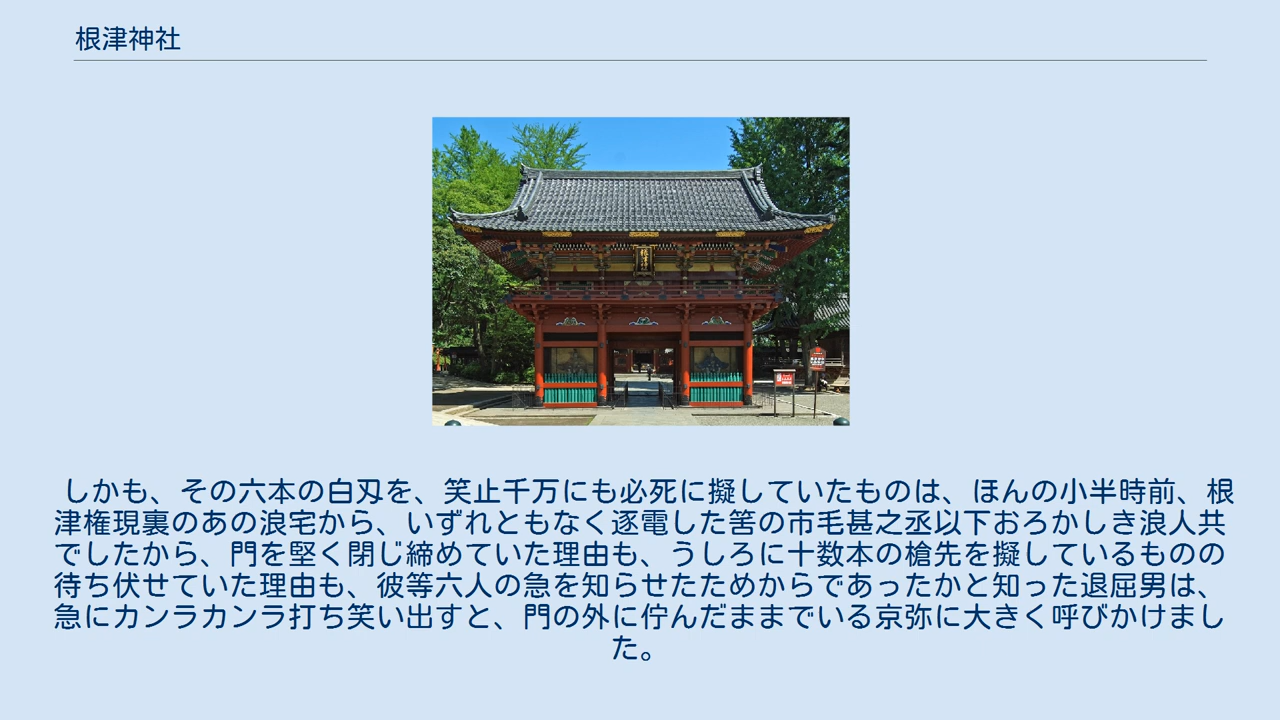 根津神社
しかも、その六本の白刄を、笑止千万にも必死に擬していたものは、ほんの小半時前、根
津権現裏のあの浪宅から、いずれともなく逐電した筈の市毛甚之丞以下おろかしき浪人共
でしたから、門を堅く閉じ締めていた理由も、うしろに十数本の槍先を擬しているものの
待ち伏せていた理由も、彼等六人の急を知らせたためからであったかと知った退屈男は、
急にカンラカンラ打ち笑い出すと、門の外に佇んだままでいる京弥に大きく呼びかけまし
た。